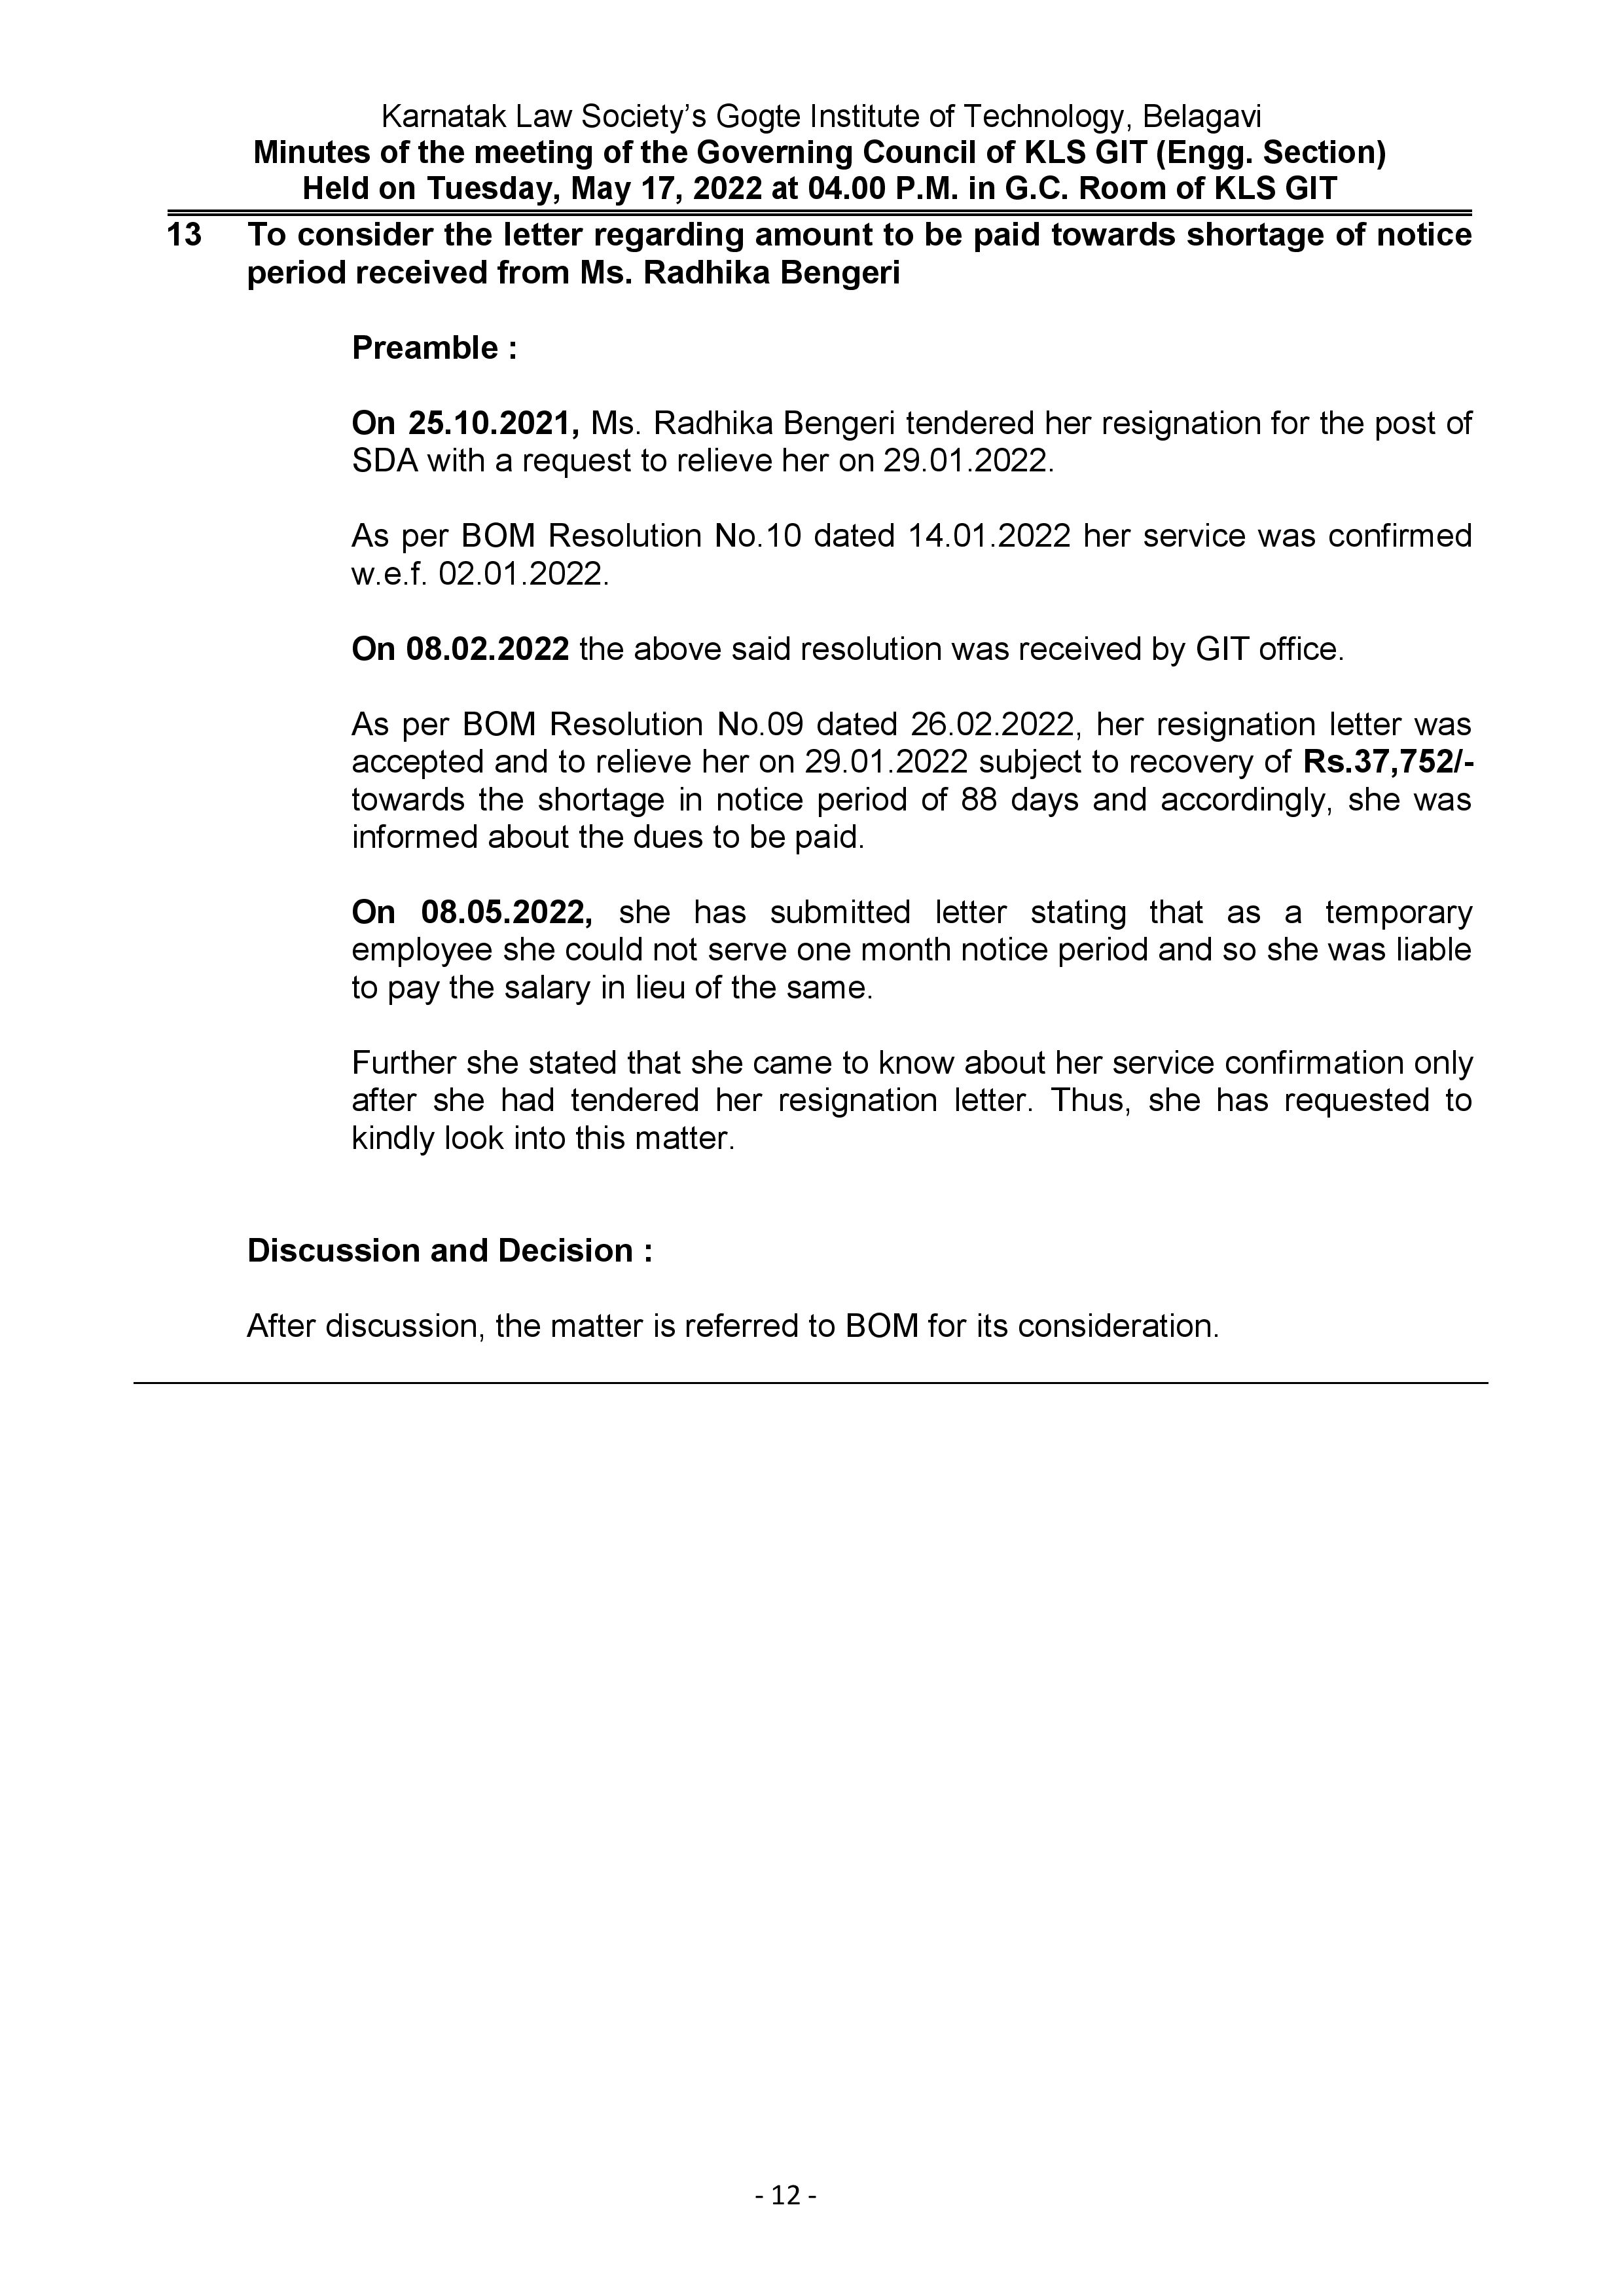 Karnatak Law Society’s Gogte Institute of Technology, Belagavi
Minutes of the meeting of the Governing Council of KLS GIT (Engg. Section)
Held on Tuesday, May 17, 2022 at 04.00 P.M. in G.C. Room of KLS GIT
13 To consider the letter regarding amount to be paid towards shortage of notice
period received from Ms. Radhika Bengeri
Preamble :
On 25.10.2021, Ms. Radhika Bengeri tendered her resignation for the post of
SDA with a request to relieve her on 29.01.2022.
As per BOM Resolution No.10 dated 14.01.2022 her service was confirmed
w.e.f. 02.01.2022.
On 08.02.2022 the above said resolution was received by GIT office.
As per BOM Resolution No.09 dated 26.02.2022, her resignation letter was
accepted and to relieve her on 29.01.2022 subject to recovery of Rs.37,752/-
towards the shortage in notice period of 88 days and accordingly, she was
informed about the dues to be paid.
On 08.05.2022, she has submitted letter stating that as a temporary
employee she could not serve one month notice period and so she was liable
to pay the salary in lieu of the same.
Further she stated that she came to know about her service confirmation only
after she had tendered her resignation letter. Thus, she has requested to
kindly look into this matter.
Discussion and Decision :
After discussion, the matter is referred to BOM for its consideration.
- 12 -